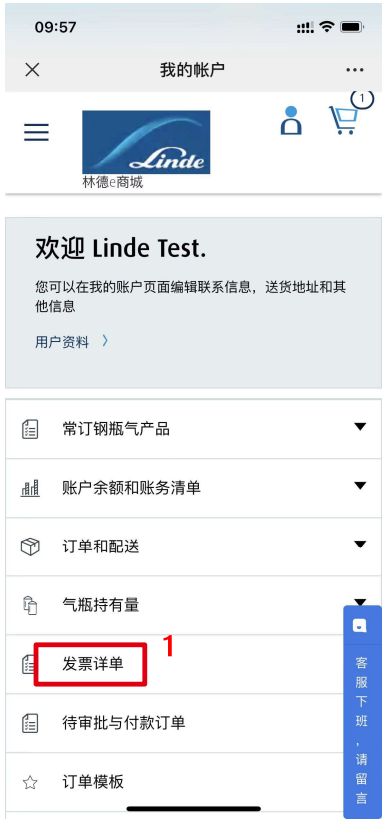 09:57
我的帐户
1
Linde
林德e商城
欢迎 Linde Test.
您可以在我的账户页面编辑联系信息，送货地址和其
他信息
用户资料
常订钢瓶气产品
账户余额和账务清单
订单和配送
气瓶持有量
1
发票详单
待审批与付款订单
订单模板
客服下班，请留言